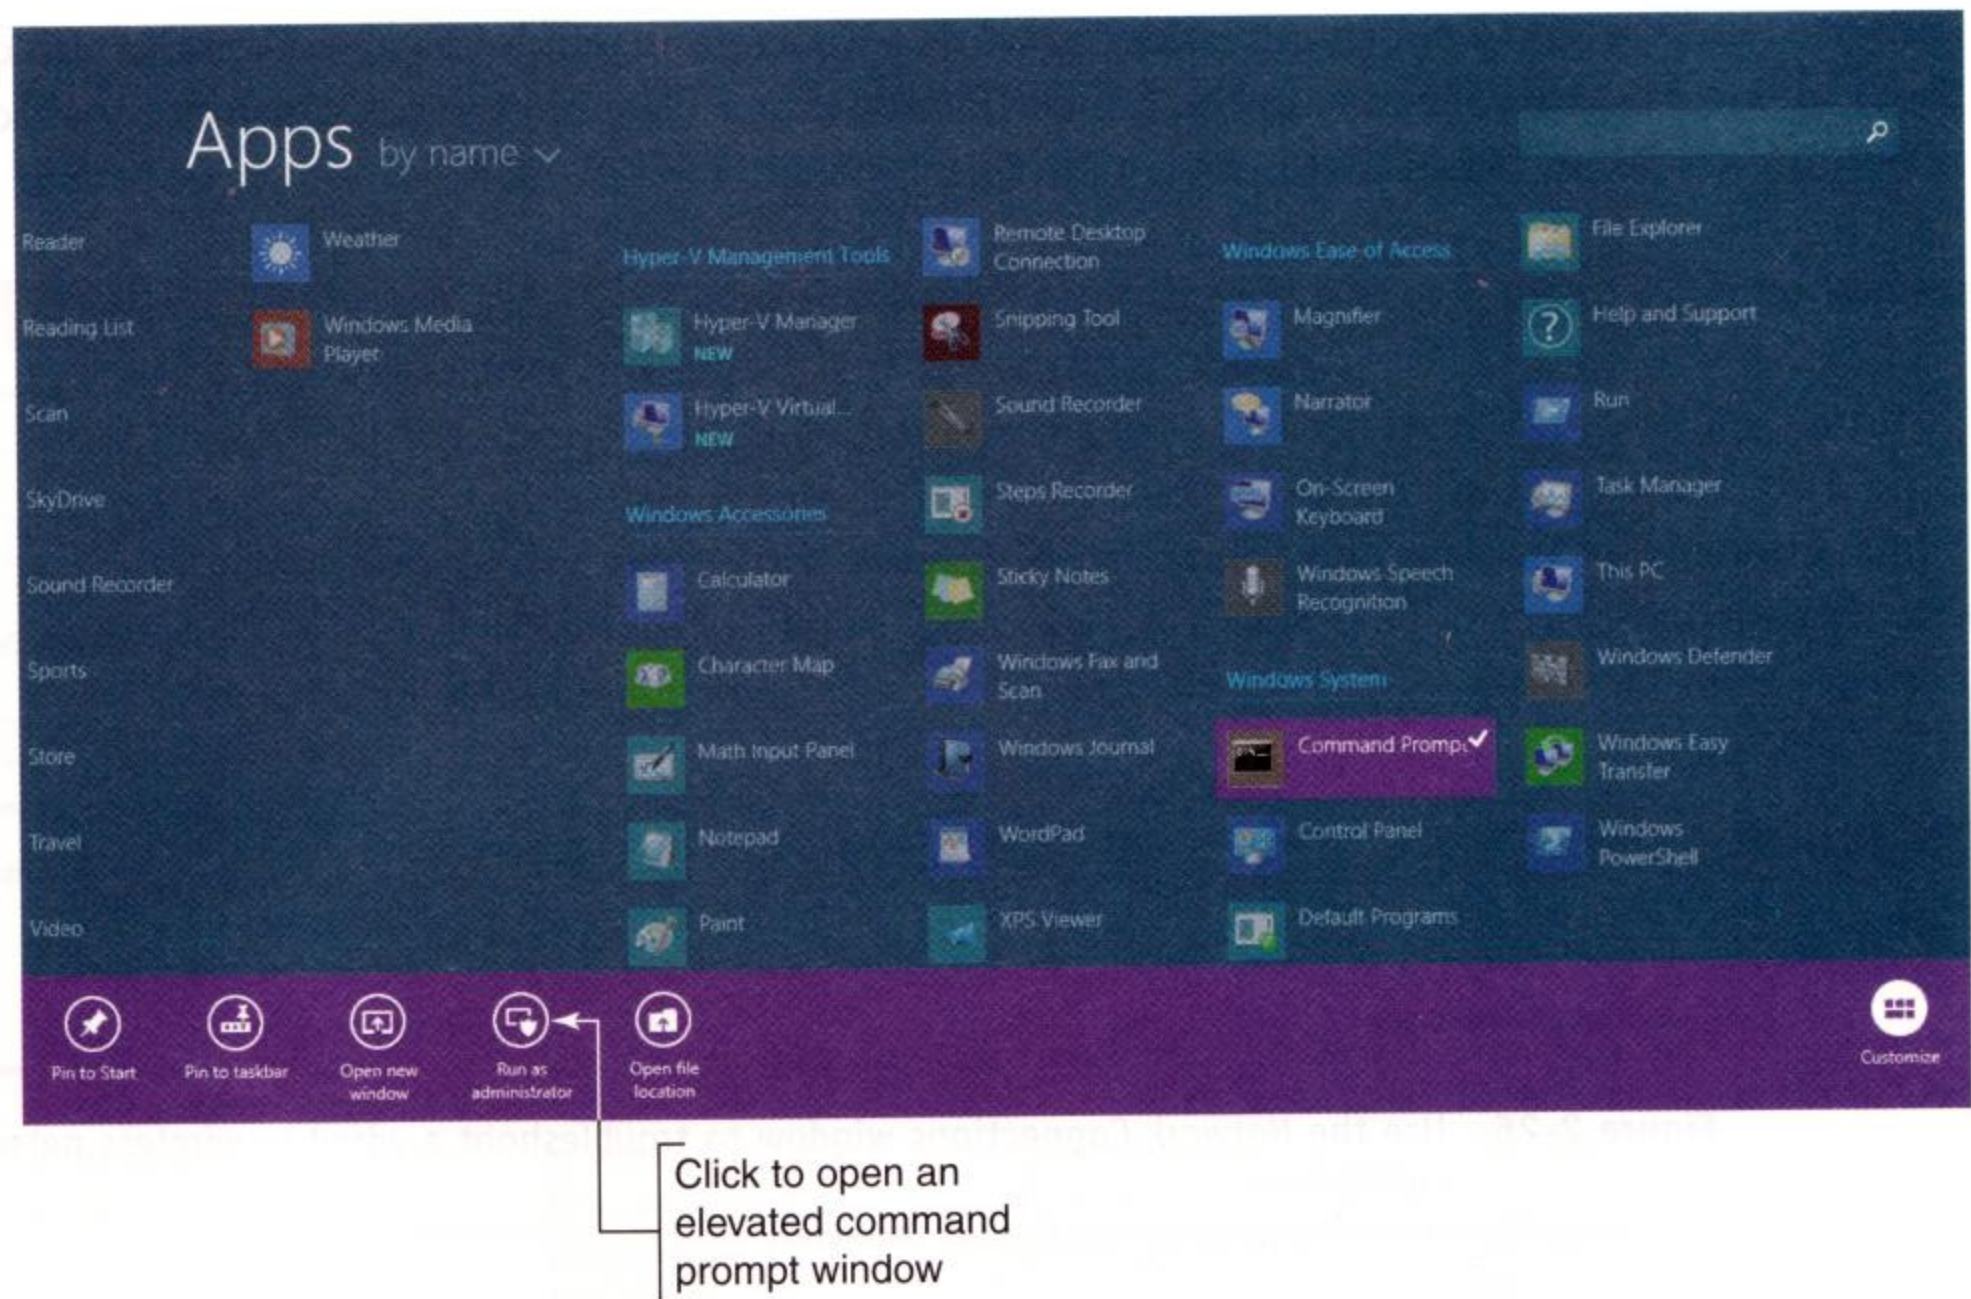 Apps by name
Reader
Reading List
Scan
SkyDrive
Sound Recorder
Sports
Store
Travel
Video
Weather
Windows Media
Player
Hyper-V Management Tools
Hyper-V Manager
NEW
Hyper-V Virtual...
NEW
Windows Accessories
Calculator
Character Map
Math Input Panel
Notepad
Paint
Remote Desktop
Connection
Snipping Tool
Sound Recorder
Steps Recorder
Sticky Notes
Windows Fax and
Scan
Windows Journal
WordPad
XPS Viewer
Windows Ease of Access
Magnifier
Narrator
On-Screen
Keyboard
Windows Speech
Recognition
Windows System
Command Prompt
Control Panel
Default Programs
File Explorer
Help and Support
Run
Task Manager
This PC
Windows Defender
Windows Easy
Transfer
Windows
PowerShell
Pin to Start
Pin to taskbar
Open new
window
Run as
administrator
Open file
location
Customize
Click to open an
elevated command
prompt window